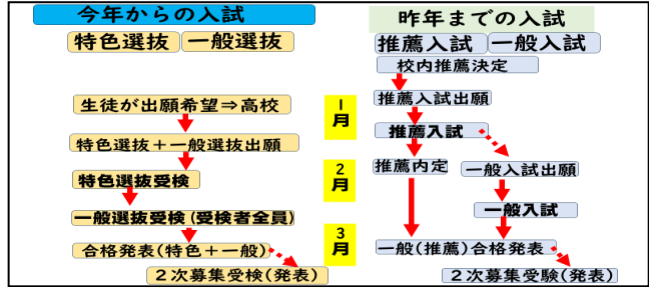 今年からの入試
特色選抜 一般選抜
生徒が出願希望⇒高校
特色選抜+一般選抜出願
特色選抜受検
一般選抜受検(受検者全員)
合格発表(特色+一般)
2次募集受検(発表)
1月
2月
3月
昨年までの入試
推薦入試 一般入試
校内推薦決定
推薦入試出願
推薦入試
推薦内定
一般入試出願
一般入試
一般(推薦)合格発表
2次募集受験(発表)